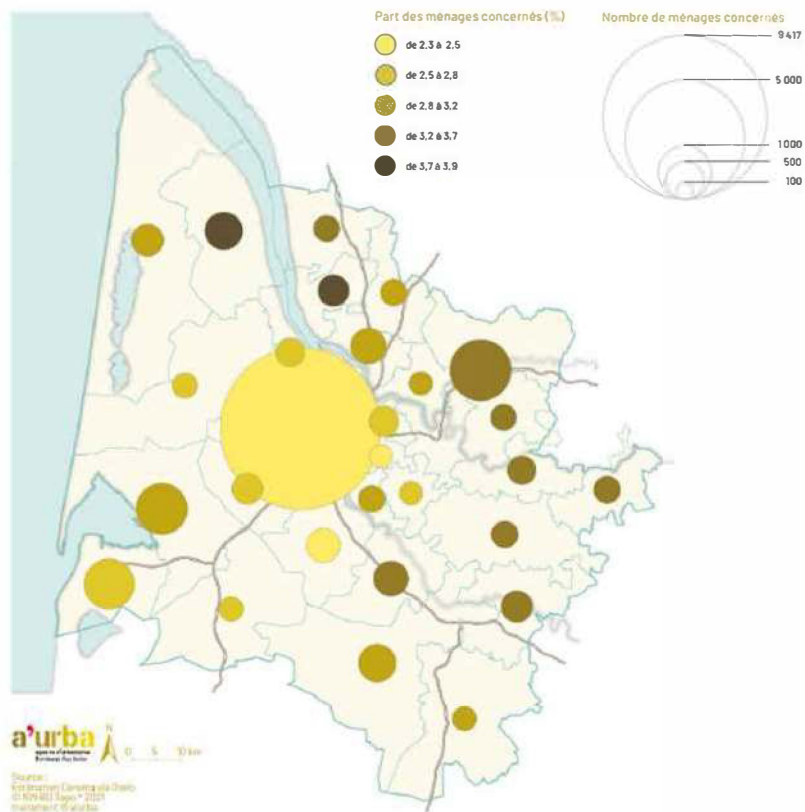 Part des ménages concernés (%)
de 2.3 à 2.5
de 2,5 à 2,8
de 2,8 à 3,2
de 3,2 à 3,7
de 3,7 à 3,9
Nombre de ménages concernés
9 417
5 000
1 000
500
100
a'urba
N
0 5 10 km
Source :